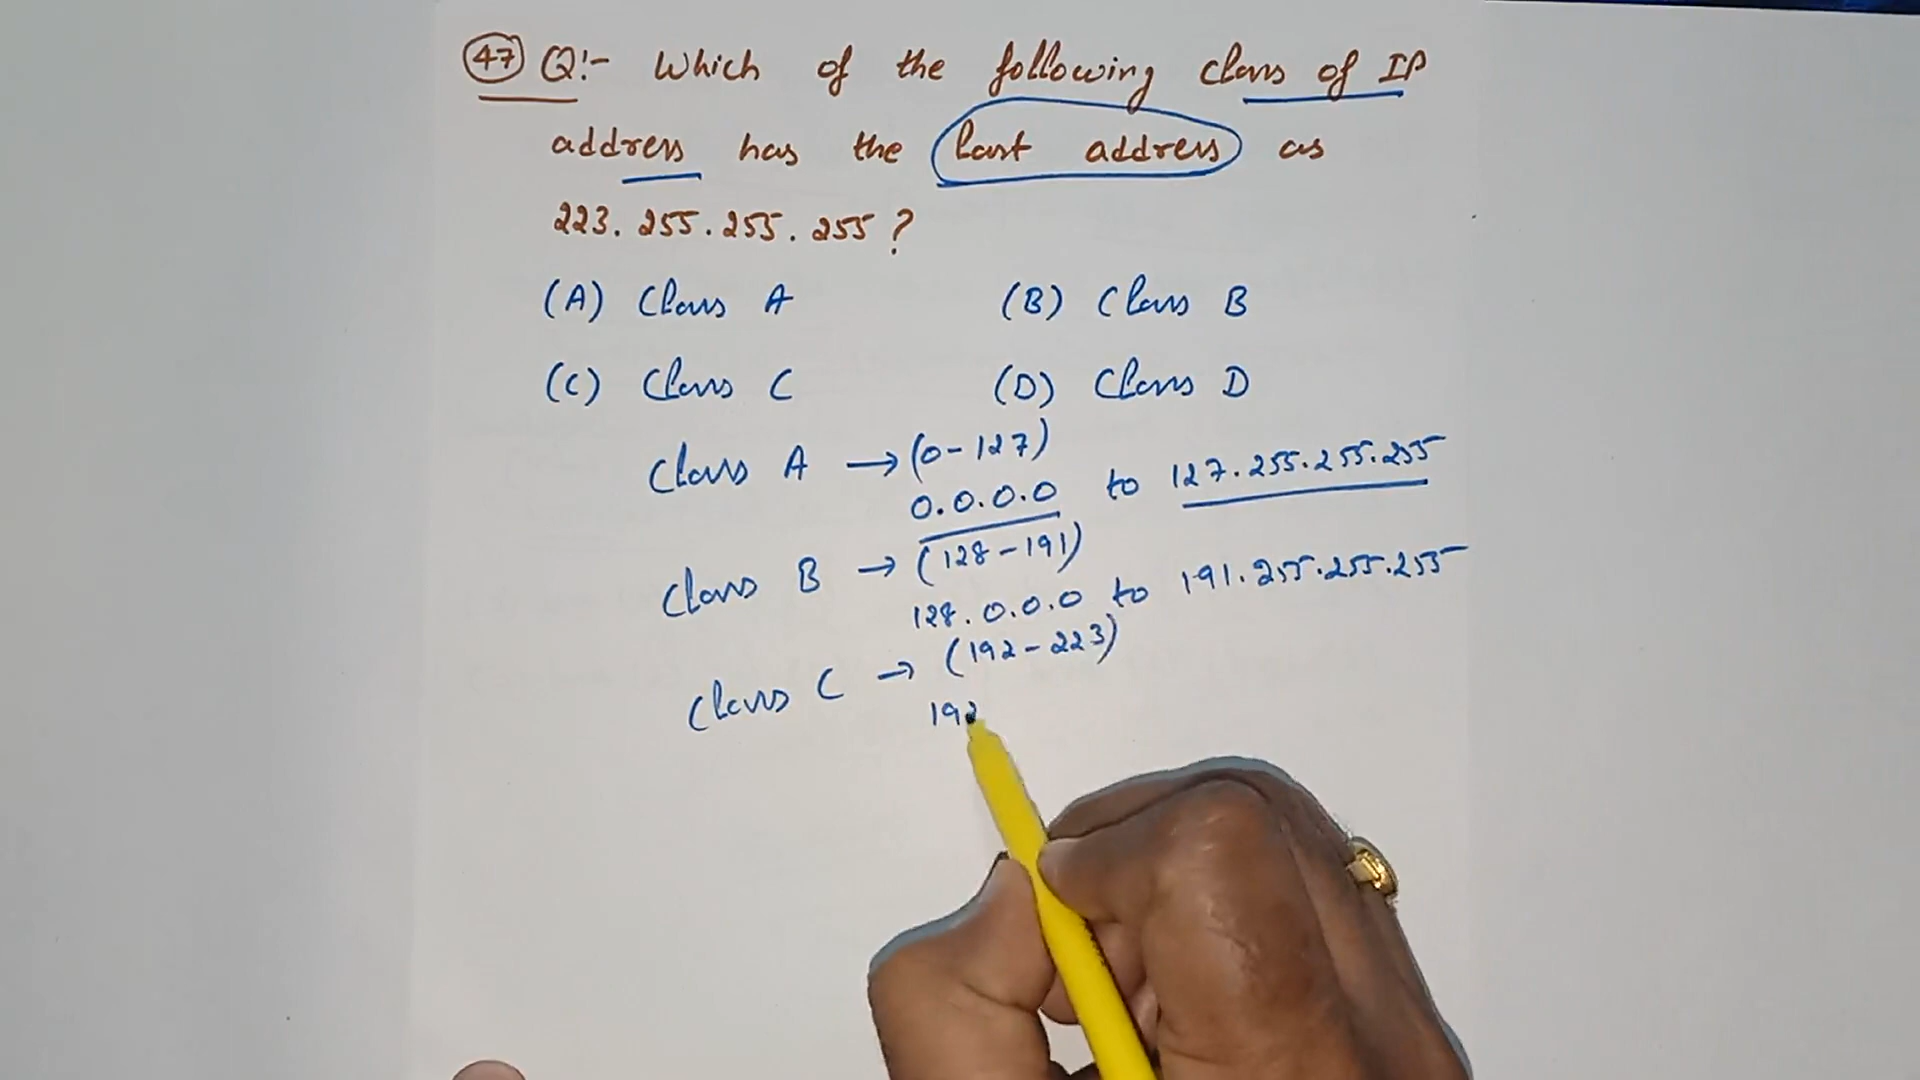 47 Q:- Which of the following class of IP
address has the last address as
223.255.255.255?
(A) Class A (B) Class B
(C) Class C (D) Class D
Class A → (0-127)
0.0.0.0 to 127.255.255.255
Class B → (128-191)
128.0.0.0 to 191.255.255.255
Class C → (192-223)
192